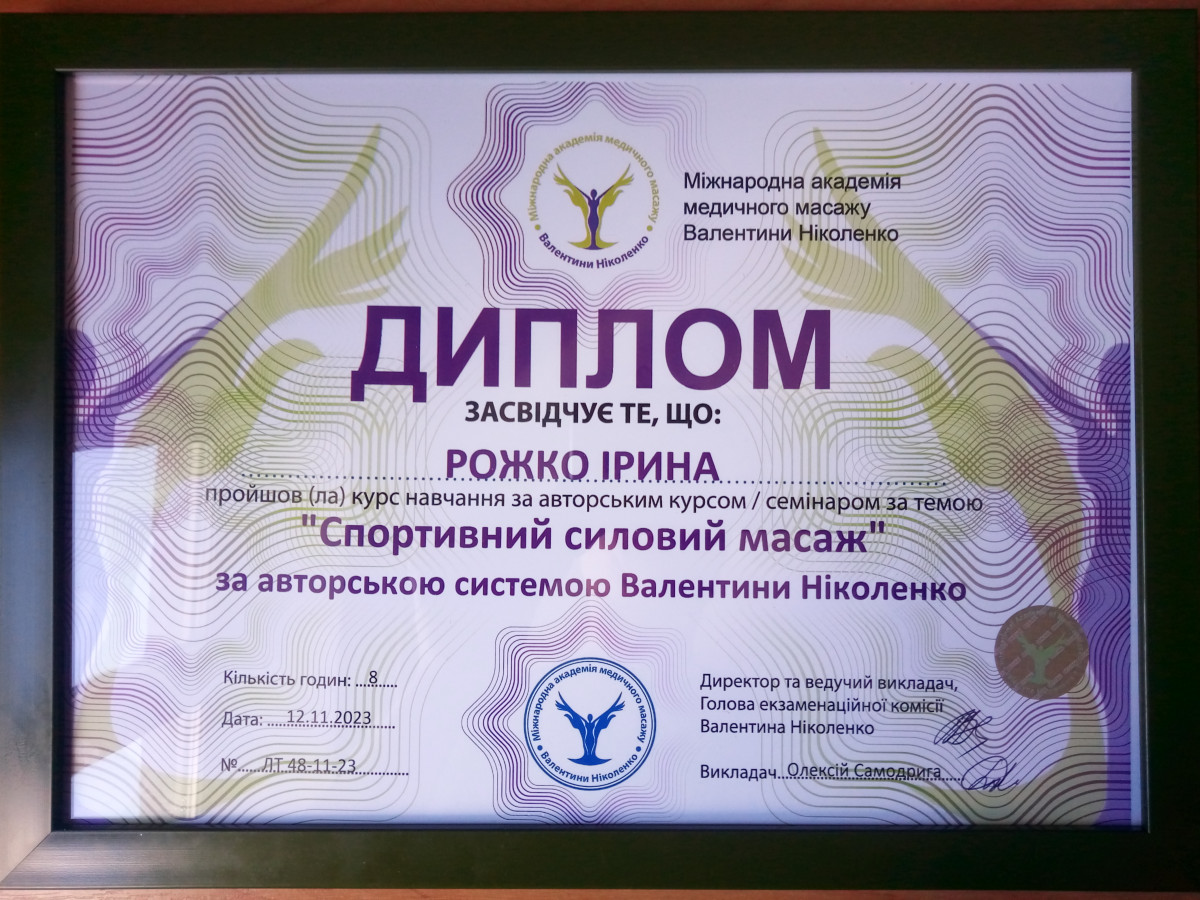 Міжнародна академія медичного масажу
Валентини Ніколенко
Міжнародна академія
медичного масажу
Валентини Ніколенко
ДИПЛОМ
ЗАСВІДЧУЄ ТЕ, ЩО:
РОЖКО ІРИНА
пройшов (ла) курс навчання за авторським курсом / семінаром за темою
"Спортивний силовий масаж"
за авторською системою Валентини Ніколенко
Кількість годин: 8
Дата: 12.11.2023
№ ЛТ 48-11-23
Міжнародна академія медичного масажу
Валентини Ніколенко
Директор та ведучий викладач,
Голова екзаменаційної комісії
Валентина Ніколенко
Викладач Олексій Самодрига